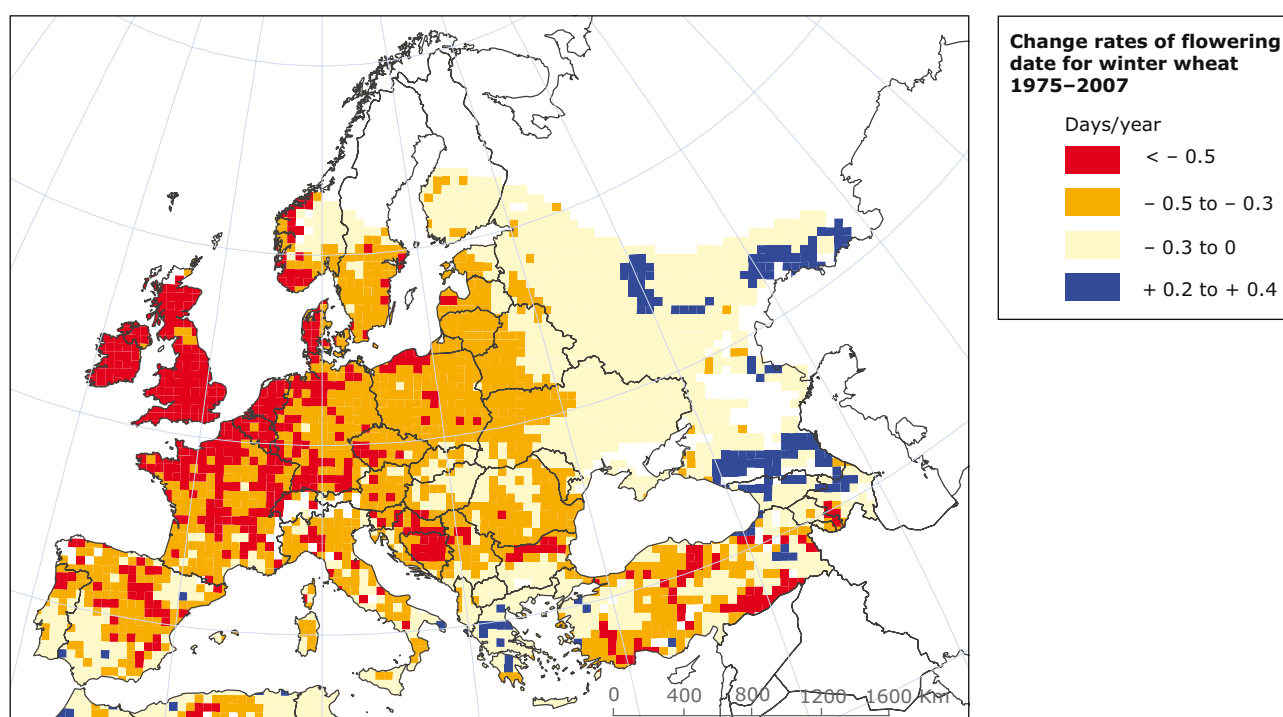 Change rates of flowering
date for winter wheat
1975–2007
Days/year
< – 0.5
– 0.5 to – 0.3
– 0.3 to 0
+ 0.2 to + 0.4
0 400 800 1200 1600 Km